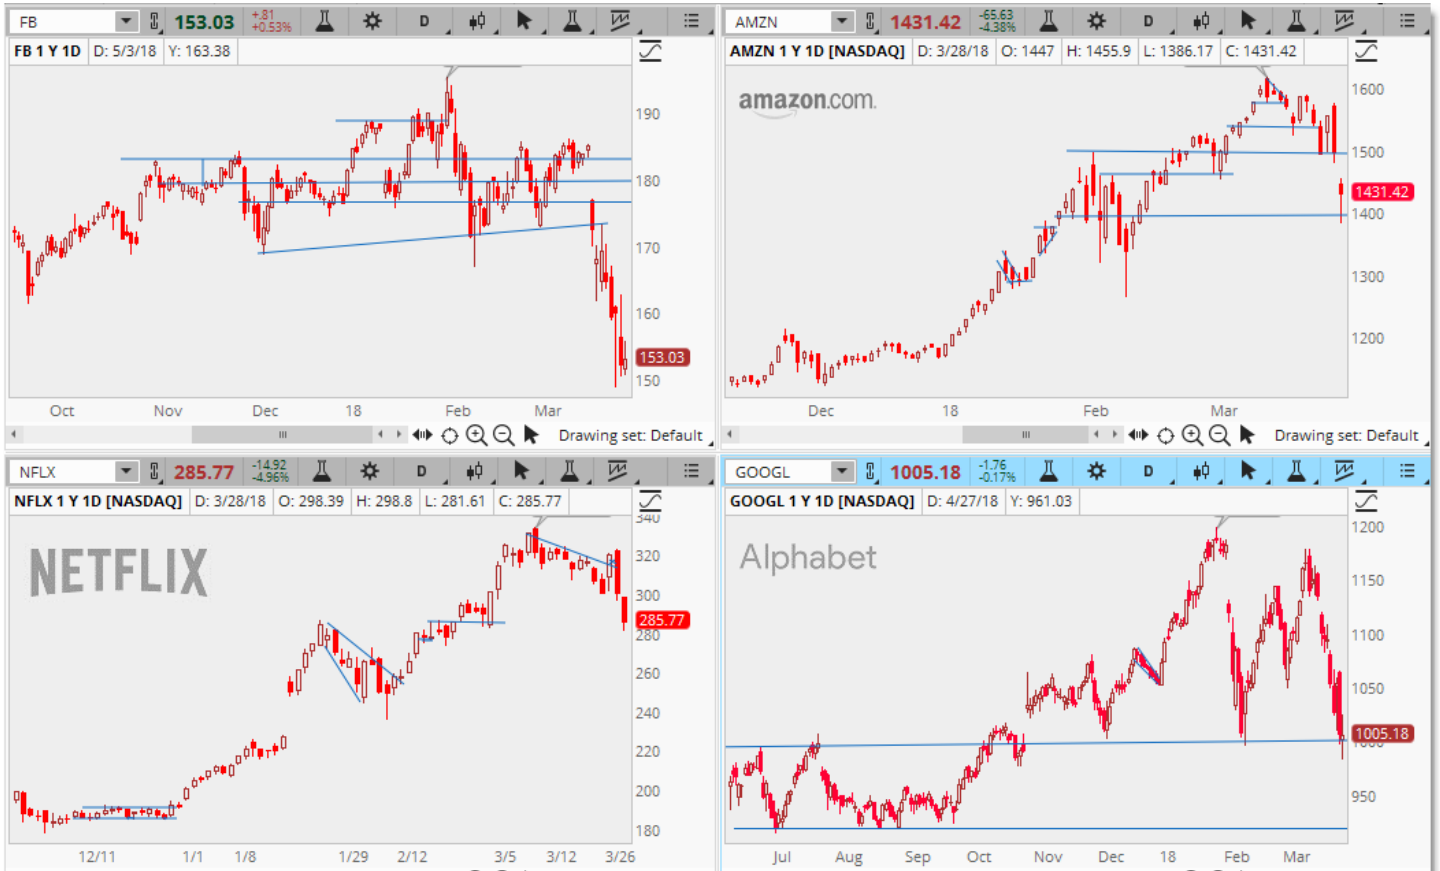 FB 153.03 +.81 +0.53% D
FB 1 Y 1D D: 5/3/18 Y: 163.38
190
180
170
160
153.03
150
Oct Nov Dec 18 Feb Mar
Drawing set: Default
AMZN 1431.42 -65.63 -4.38% D
AMZN 1 Y 1D [NASDAQ] D: 3/28/18 O: 1447 H: 1455.9 L: 1386.17 C: 1431.42
amazon.com.
1600
1500
1431.42
1400
1300
1200
Dec 18 Feb Mar
Drawing set: Default
NFLX 285.77 -14.92 -4.96% D
NFLX 1 Y 1D [NASDAQ] D: 3/28/18 O: 298.39 H: 298.8 L: 281.61 C: 285.77
NETFLIX
340
320
300
285.77
280
260
240
220
200
180
12/11 1/1 1/8 1/29 2/12 3/5 3/12 3/26
GOOGL 1005.18 -1.76 -0.17% D
GOOGL 1 Y 1D [NASDAQ] D: 4/27/18 Y: 961.03
Alphabet
1200
1150
1100
1050
1005.18
1000
950
Jul Aug Sep Oct Nov Dec 18 Feb Mar